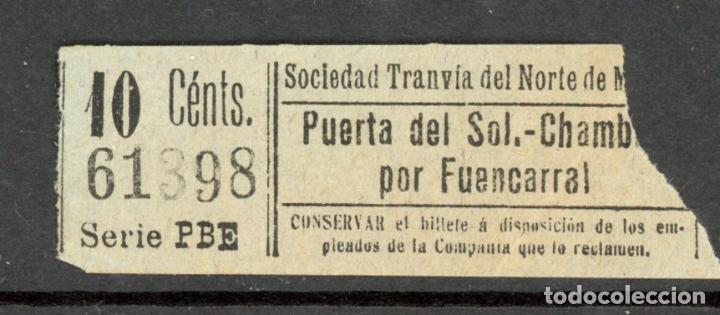 10 Cénts.
61398
Serie PBE
Sociedad Tranvía del Norte de M
Puerta del Sol.-Chamb
por Fuencarral
CONSERVAR el billete á disposición de los em-
pleados de la Compania que lo reclamen.
todocoleccion